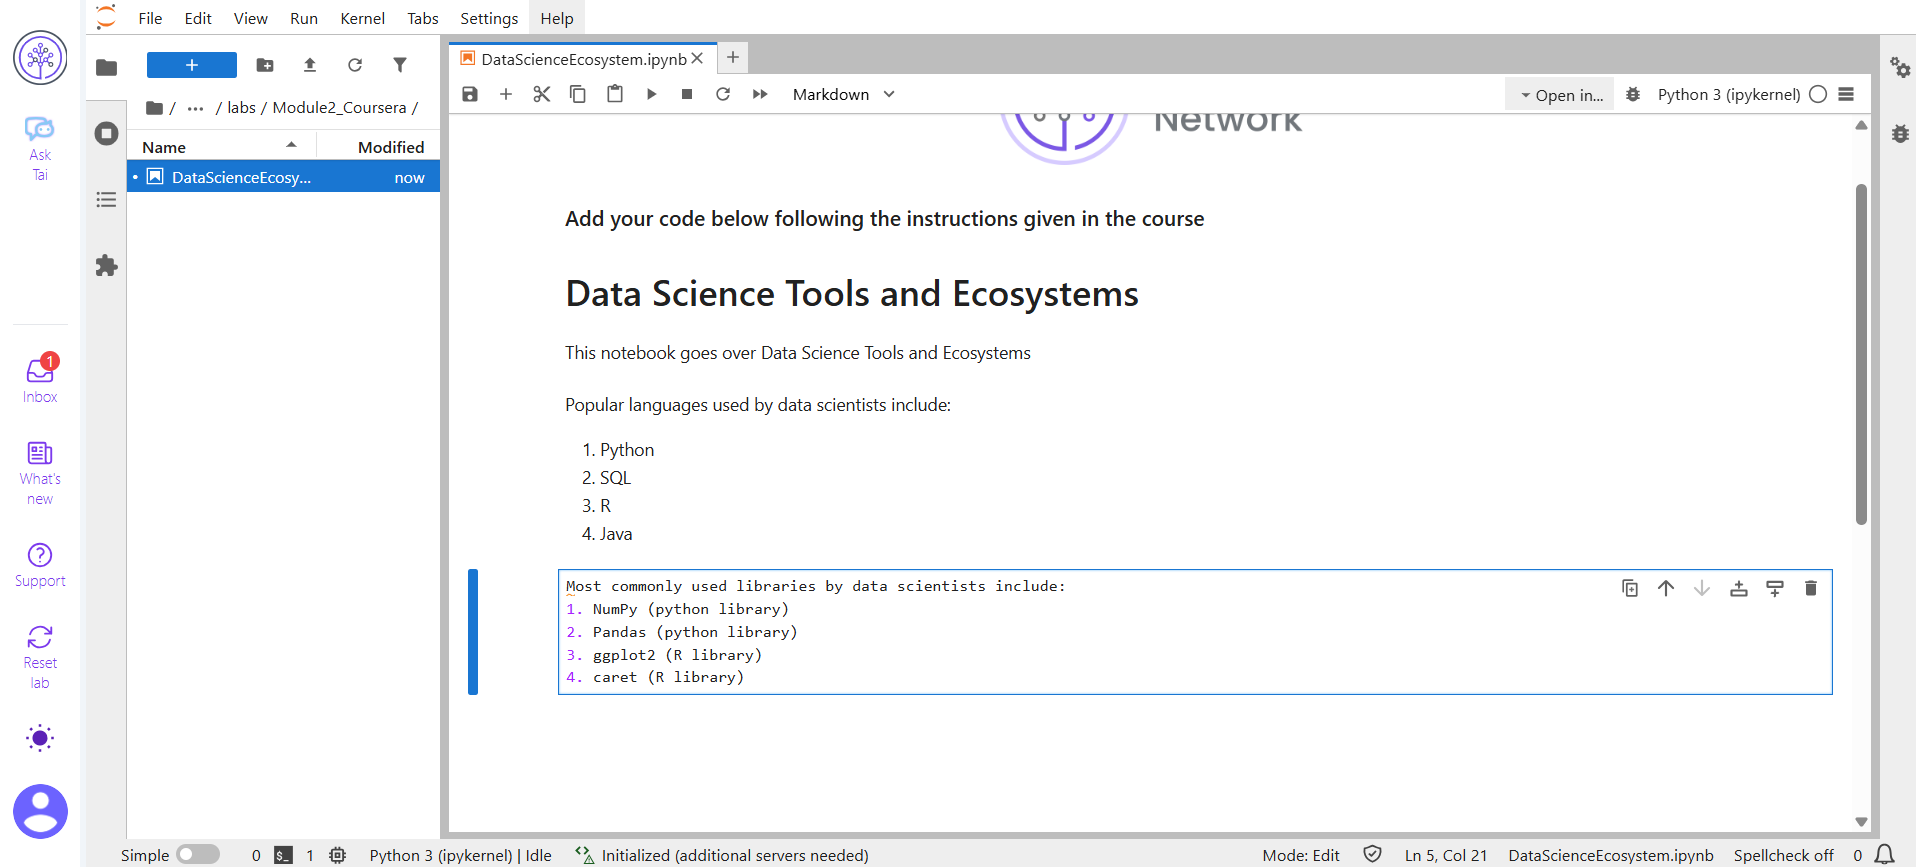 File Edit View Run Kernel Tabs Settings Help
Ask
Tai
1
Inbox
What's
new
Support
Reset
lab
/ ... / labs / Module2_Coursera /
Name Modified
DataScienceEcosy... now
DataScienceEcosystem.ipynb
Markdown
Open in...
Python 3 (ipykernel)
Network
Add your code below following the instructions given in the course
Data Science Tools and Ecosystems
This notebook goes over Data Science Tools and Ecosystems
Popular languages used by data scientists include:
1. Python
2. SQL
3. R
4. Java
Most commonly used libraries by data scientists include:
1. NumPy (python library)
2. Pandas (python library)
3. ggplot2 (R library)
4. caret (R library)
Simple 0 $_ 1 Python 3 (ipykernel) | Idle Initialized (additional servers needed) Mode: Edit Ln 5, Col 21 DataScienceEcosystem.ipynb Spellcheck off 0